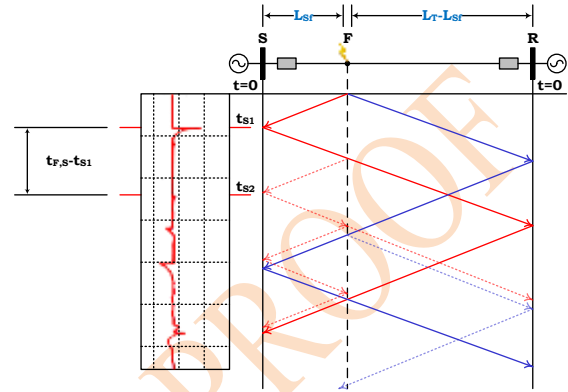 L_Sf L_T-L_Sf
S F R
t=0 t=0
t_S1
t_F,S-t_S1
t_S2
PROOF